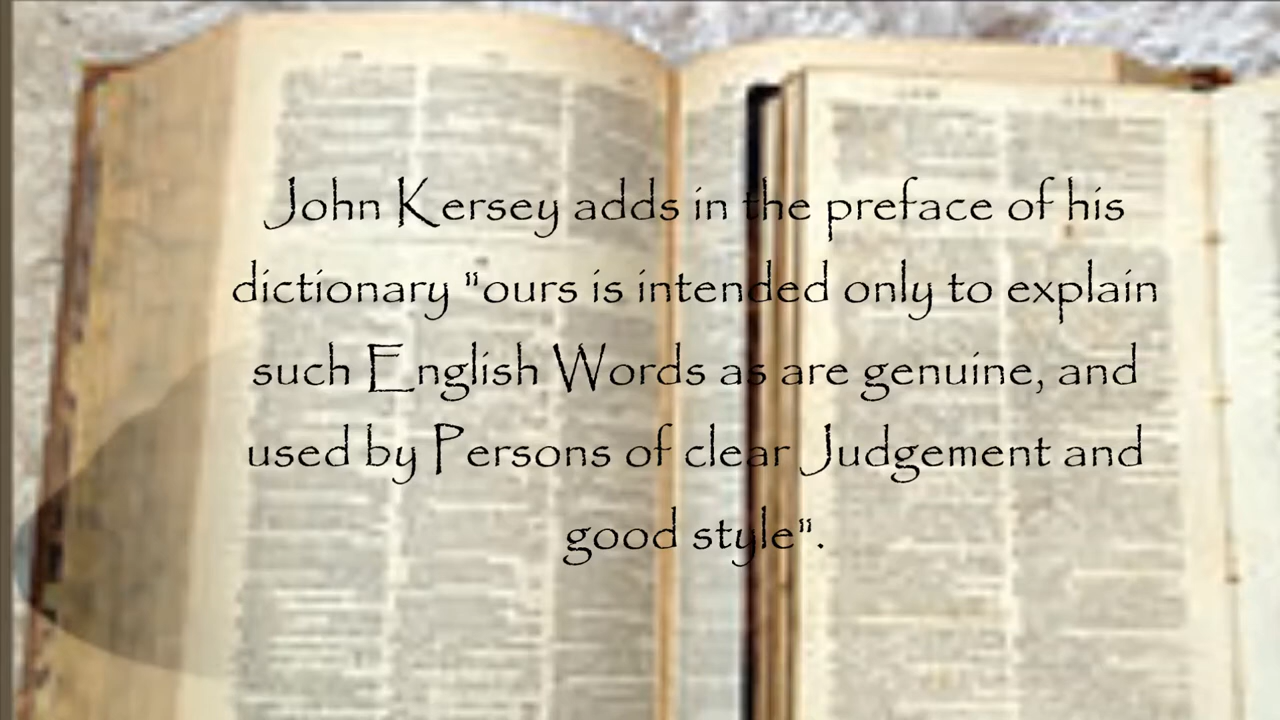 John Kersey adds in the preface of his
dictionary "ours is intended only to explain
such English Words as are genuine, and
used by Persons of clear Judgement and
good style".